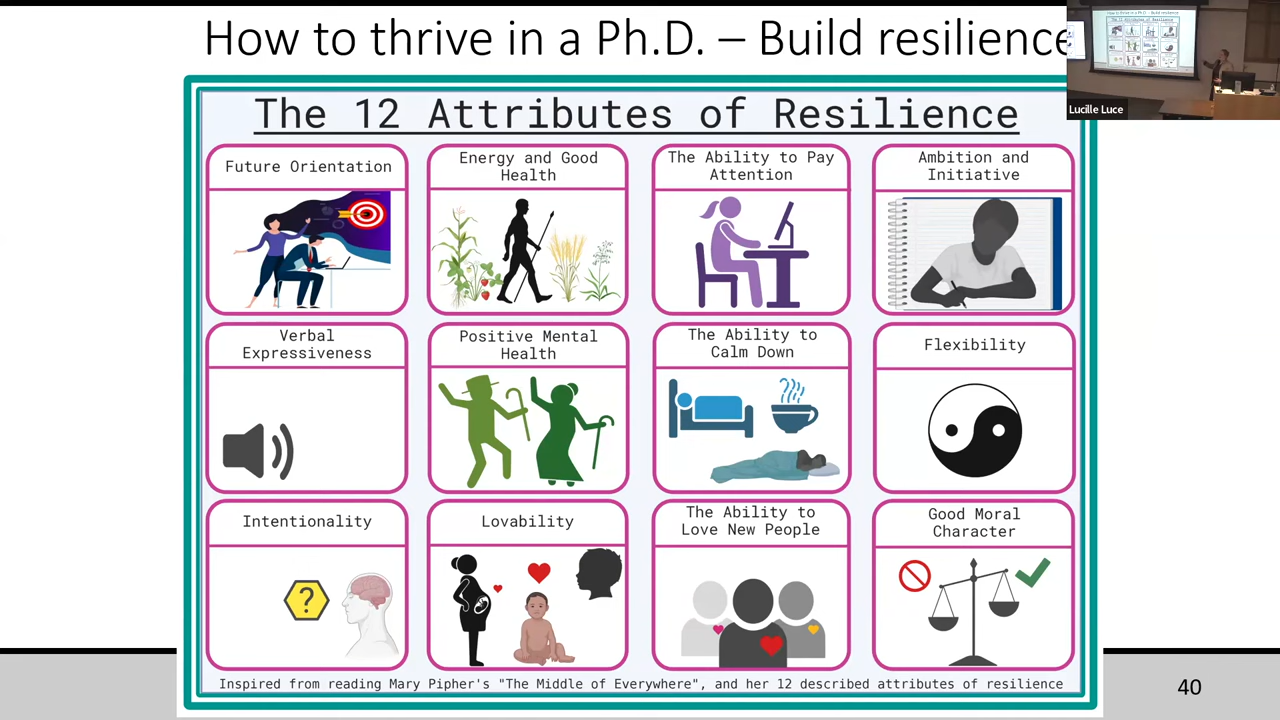 How to thrive in a Ph.D. – Build resilience
Lucille Luce
The 12 Attributes of Resilience
Future Orientation
Energy and Good
Health
The Ability to Pay
Attention
Ambition and
Initiative
Verbal
Expressiveness
Positive Mental
Health
The Ability to
Calm Down
Flexibility
Intentionality
?
Lovability
The Ability to
Love New People
Good Moral
Character
Inspired from reading Mary Pipher's "The Middle of Everywhere", and her 12 described attributes of resilience
40